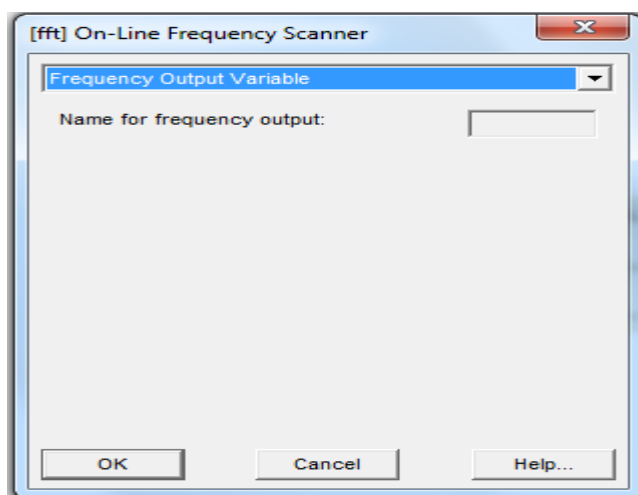 [fft] On-Line Frequency Scanner
Frequency Output Variable
Name for frequency output:
OK Cancel Help...